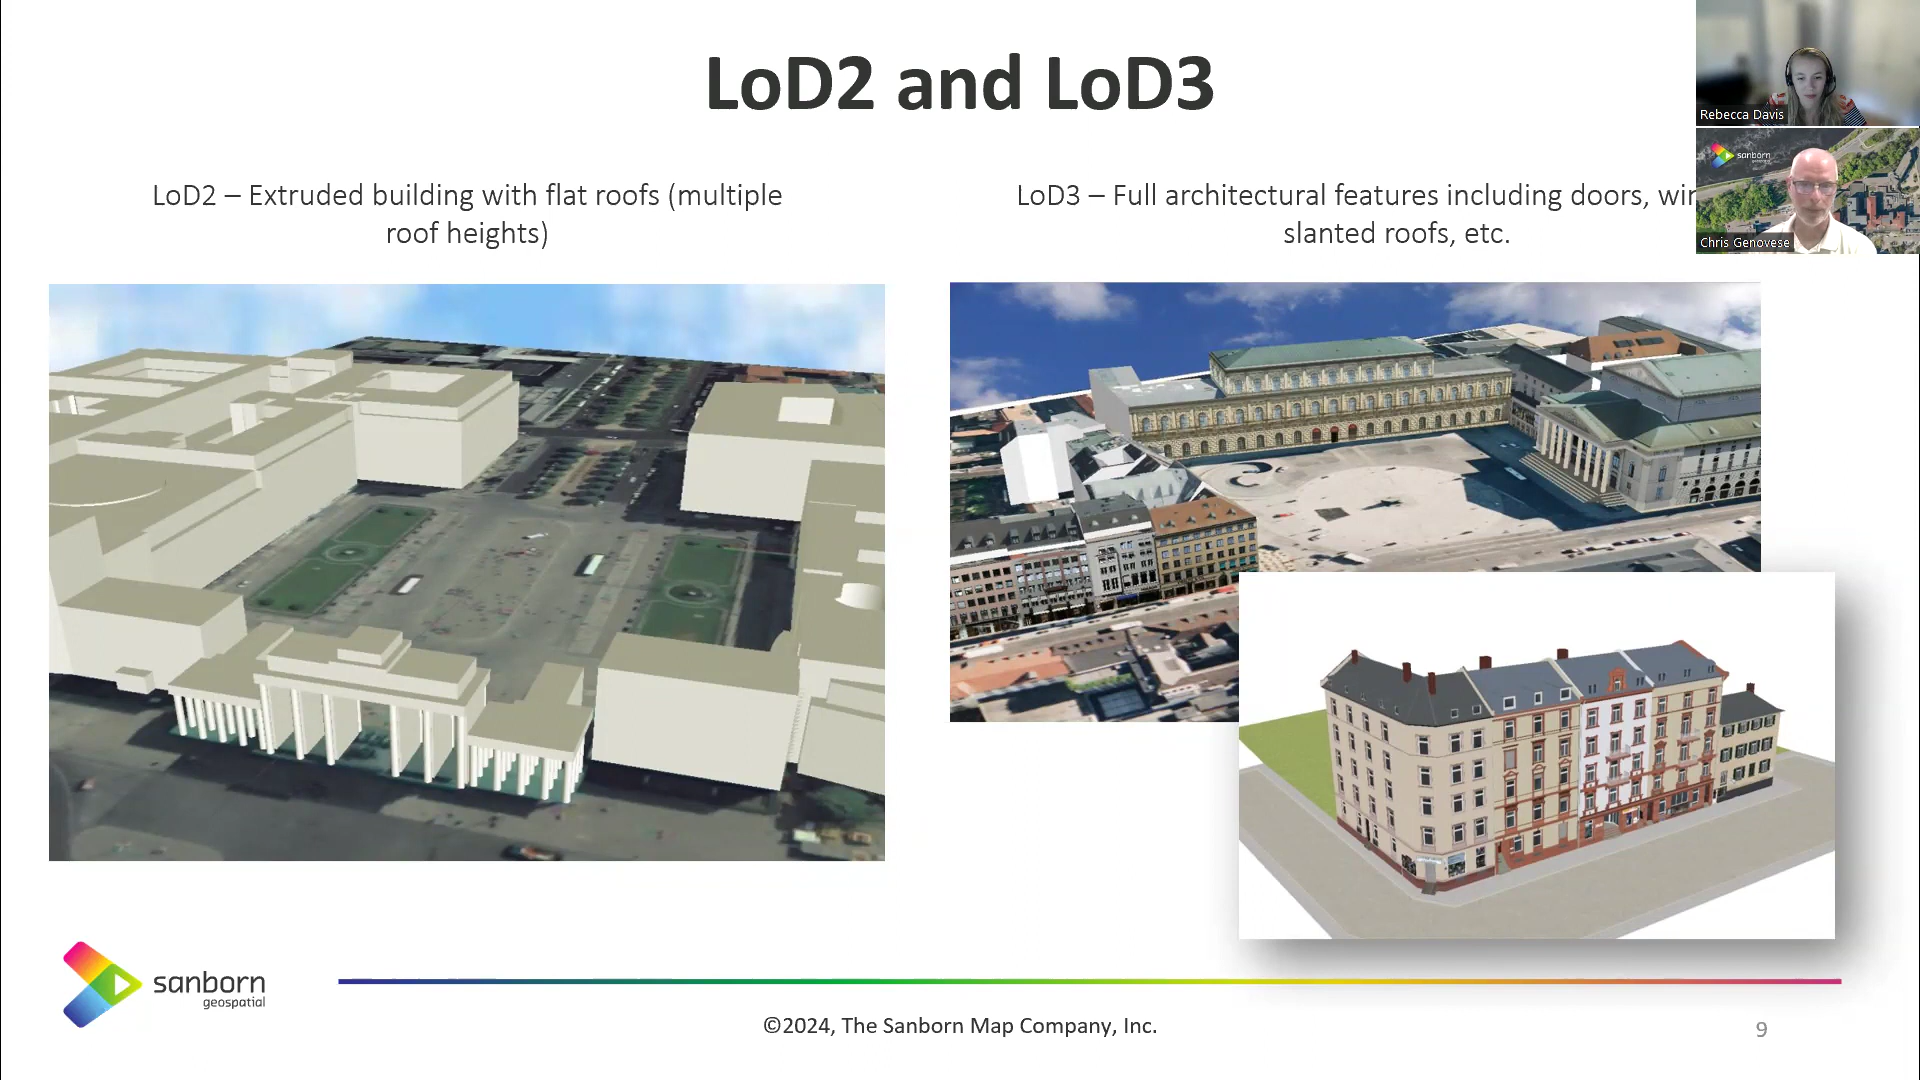 LoD2 and LoD3
Rebecca Davis
sanborn
Chris Genovese
LoD2 – Extruded building with flat roofs (multiple
roof heights)
LoD3 – Full architectural features including doors,
slanted roofs, etc.
sanborn
geospatial
©2024, The Sanborn Map Company, Inc.
9